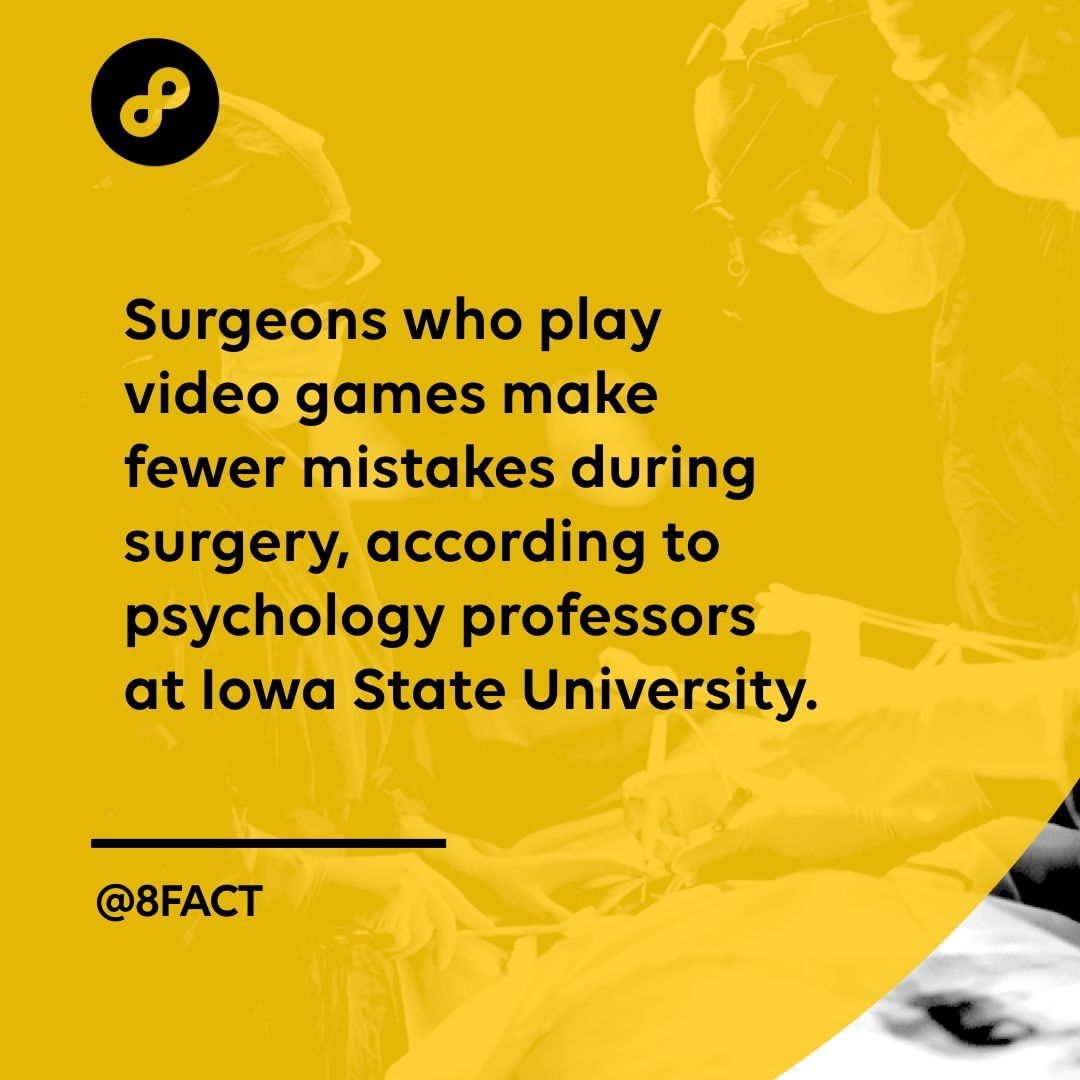 Surgeons who play
video games make
fewer mistakes during
surgery, according to
psychology professors
at Iowa State University.
@8FACT